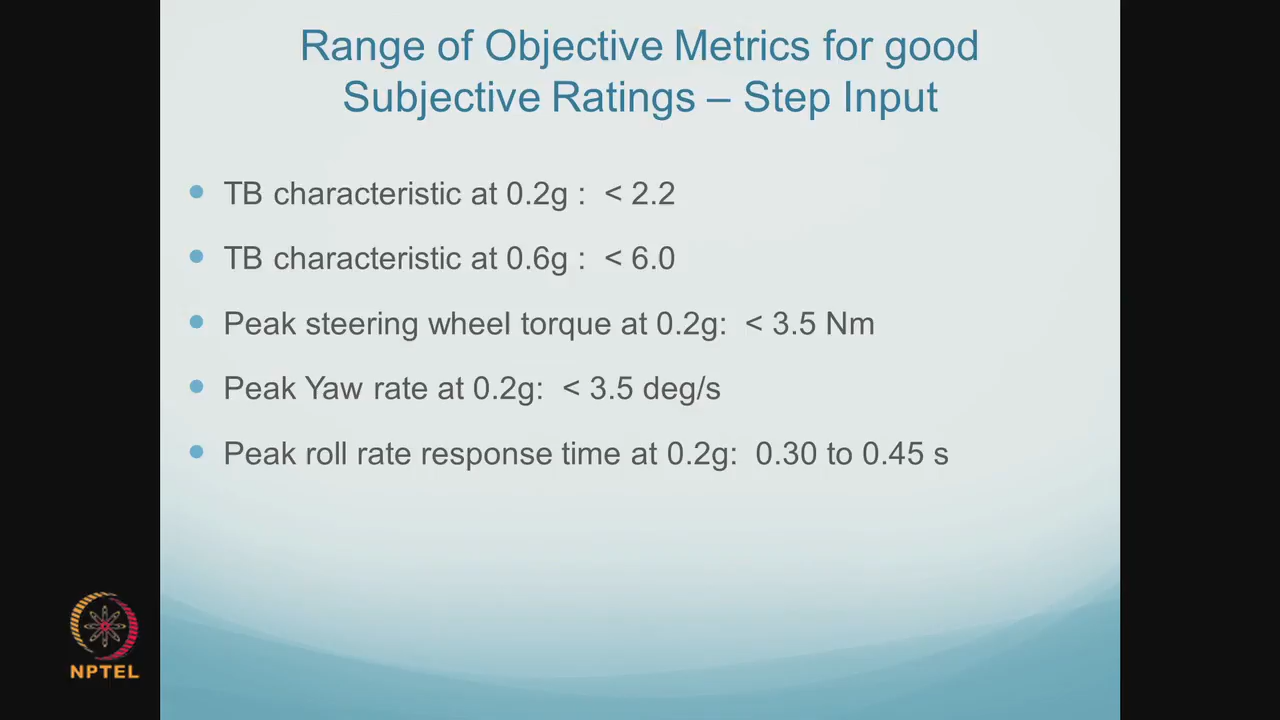 Range of Objective Metrics for good
Subjective Ratings – Step Input
TB characteristic at 0.2g : < 2.2
TB characteristic at 0.6g : < 6.0
Peak steering wheel torque at 0.2g: < 3.5 Nm
Peak Yaw rate at 0.2g: < 3.5 deg/s
Peak roll rate response time at 0.2g: 0.30 to 0.45 s
NPTEL